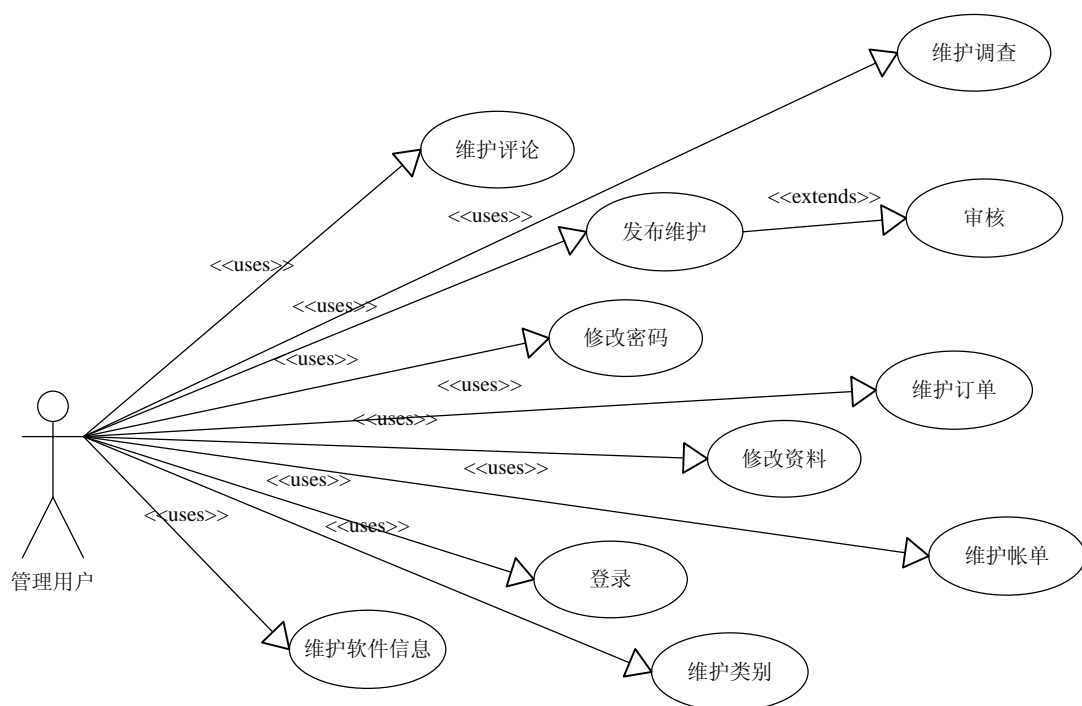 维护调查
维护评论
<<extends>>
审核
<<uses>>
发布维护
<<uses>>
<<uses>>
<<uses>>
修改密码
<<uses>>
维护订单
<<uses>>
修改资料
<<uses>>
<<uses>>
<<uses>>
<<uses>>
维护帐单
管理用户
登录
维护软件信息
维护类别